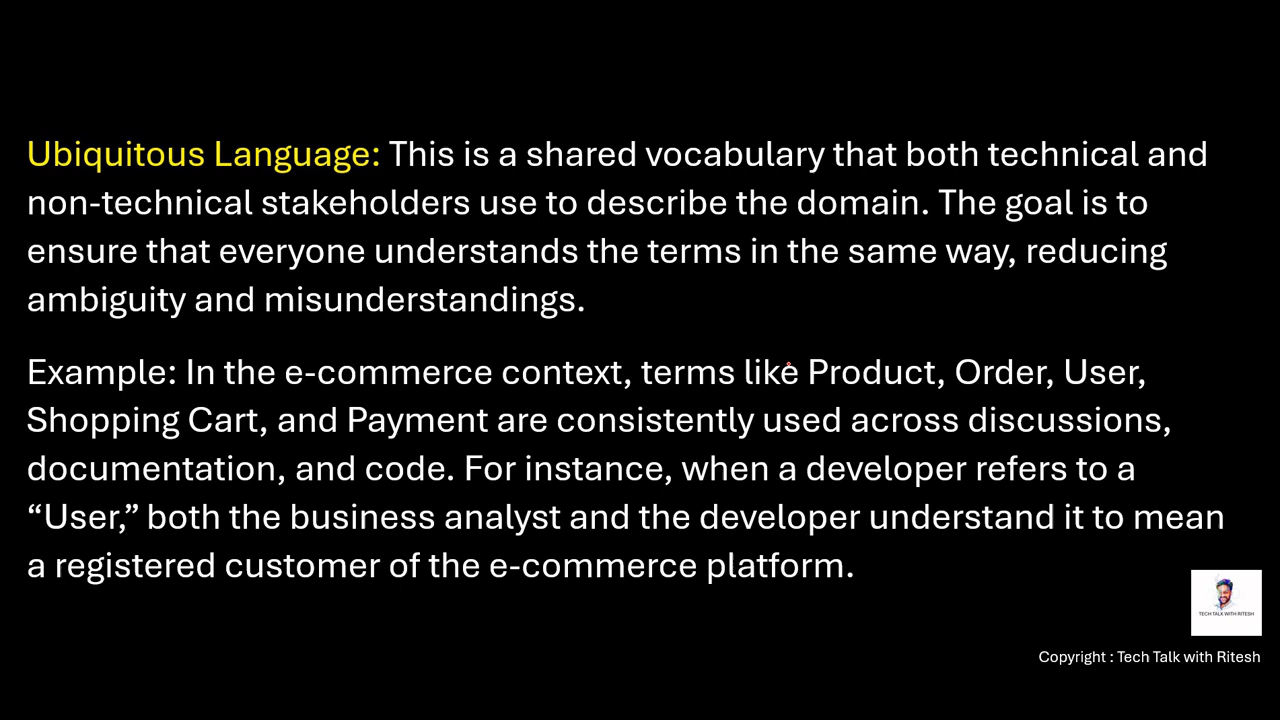 Ubiquitous Language: This is a shared vocabulary that both technical and
non-technical stakeholders use to describe the domain. The goal is to
ensure that everyone understands the terms in the same way, reducing
ambiguity and misunderstandings.
Example: In the e-commerce context, terms like Product, Order, User,
Shopping Cart, and Payment are consistently used across discussions,
documentation, and code. For instance, when a developer refers to a
“User,” both the business analyst and the developer understand it to mean
a registered customer of the e-commerce platform.
TECH TALK WITH RITESH
Copyright : Tech Talk with Ritesh